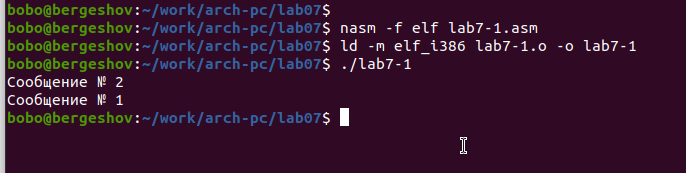 bobo@bergeshov:~/work/arch-pc/lab07$
bobo@bergeshov:~/work/arch-pc/lab07$ nasm -f elf lab7-1.asm
bobo@bergeshov:~/work/arch-pc/lab07$ ld -m elf_i386 lab7-1.o -o lab7-1
bobo@bergeshov:~/work/arch-pc/lab07$ ./lab7-1
Сообщение № 2
Сообщение № 1
bobo@bergeshov:~/work/arch-pc/lab07$